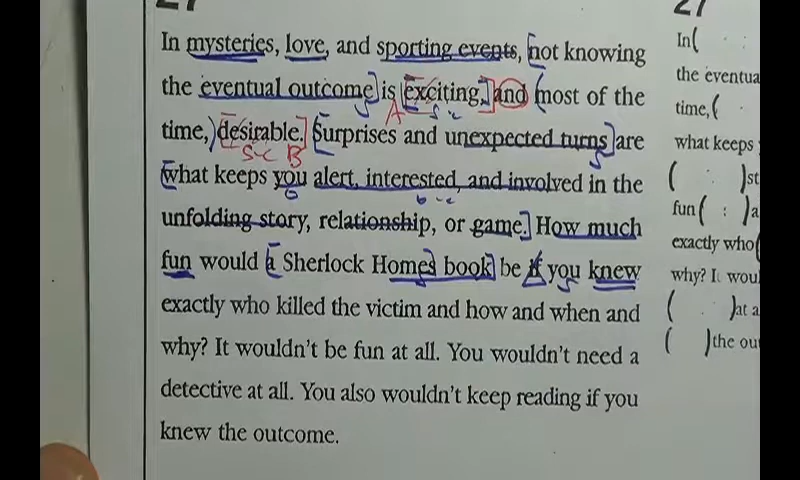 27
27
In mysteries, love, and sporting events, not knowing
the eventual outcome is exciting, and most of the
A s c
time, desirable. Surprises and unexpected turns are
s·c B s
what keeps you alert, interested, and involved in the
o o·c
unfolding story, relationship, or game. How much
fun would a Sherlock Homes book be if you knew
s
exactly who killed the victim and how and when and
why? It wouldn't be fun at all. You wouldn't need a
detective at all. You also wouldn't keep reading if you
knew the outcome.
In(
the eventua
time,(
what keeps
( )st
fun( : )a
exactly who(
why? It wou
( )at a
( )the ou